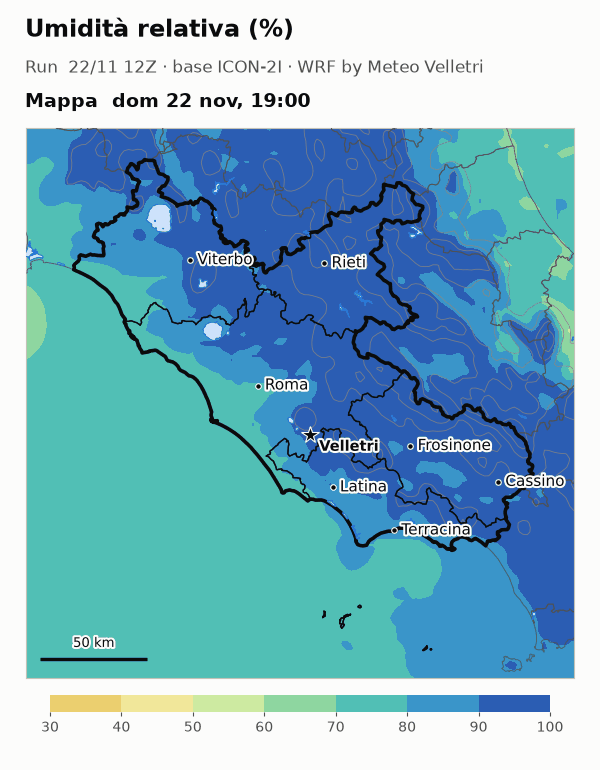 Umidità relativa (%)
Run 22/11 12Z · base ICON-2I · WRF by Meteo Velletri
Mappa dom 22 nov, 19:00
Viterbo
Rieti
Roma
Velletri
Frosinone
Cassino
Latina
Terracina
50 km
30 40 50 60 70 80 90 100